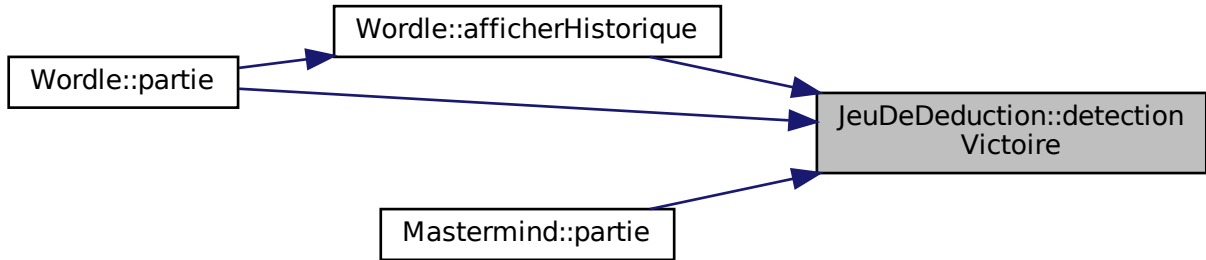 Wordle::afficherHistorique
Wordle::partie
JeuDeDeduction::detection
Victoire
Mastermind::partie